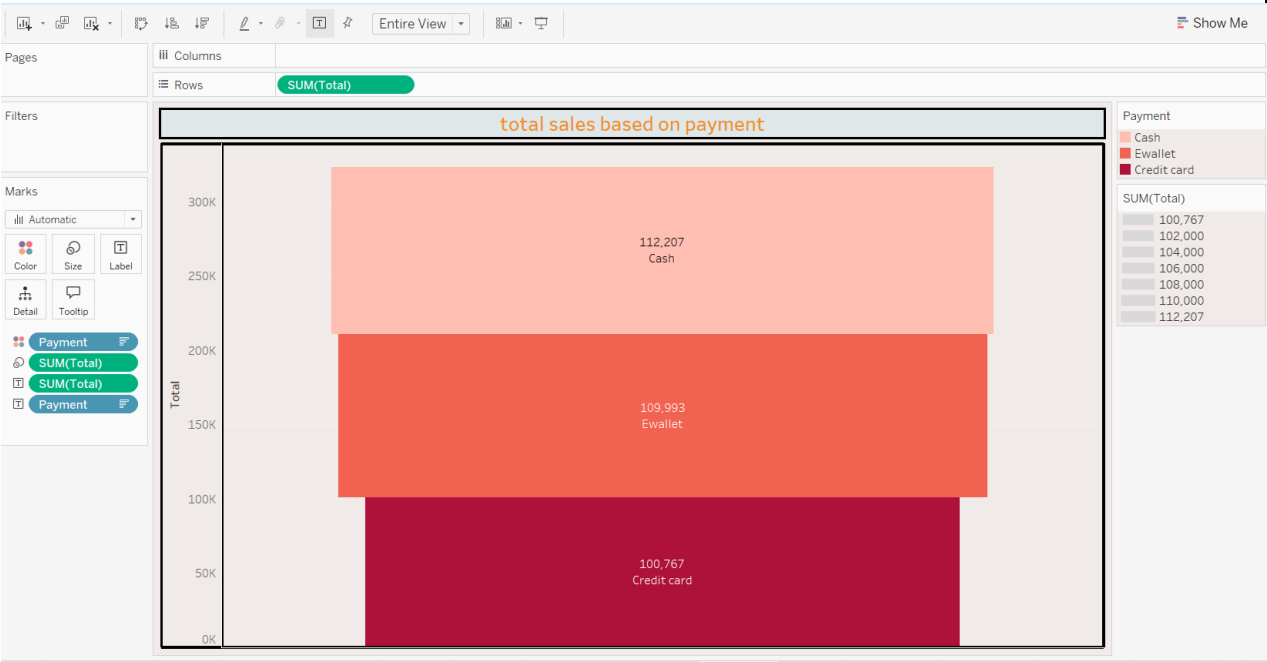 Entire View
Show Me
Pages
Columns
Rows
SUM(Total)
Filters
Marks
Automatic
Color
Size
Label
Detail
Tooltip
Payment
SUM(Total)
SUM(Total)
Payment
total sales based on payment
Total
300K
250K
200K
150K
100K
50K
0K
112,207
Cash
109,993
Ewallet
100,767
Credit card
Payment
Cash
Ewallet
Credit card
SUM(Total)
100,767
102,000
104,000
106,000
108,000
110,000
112,207